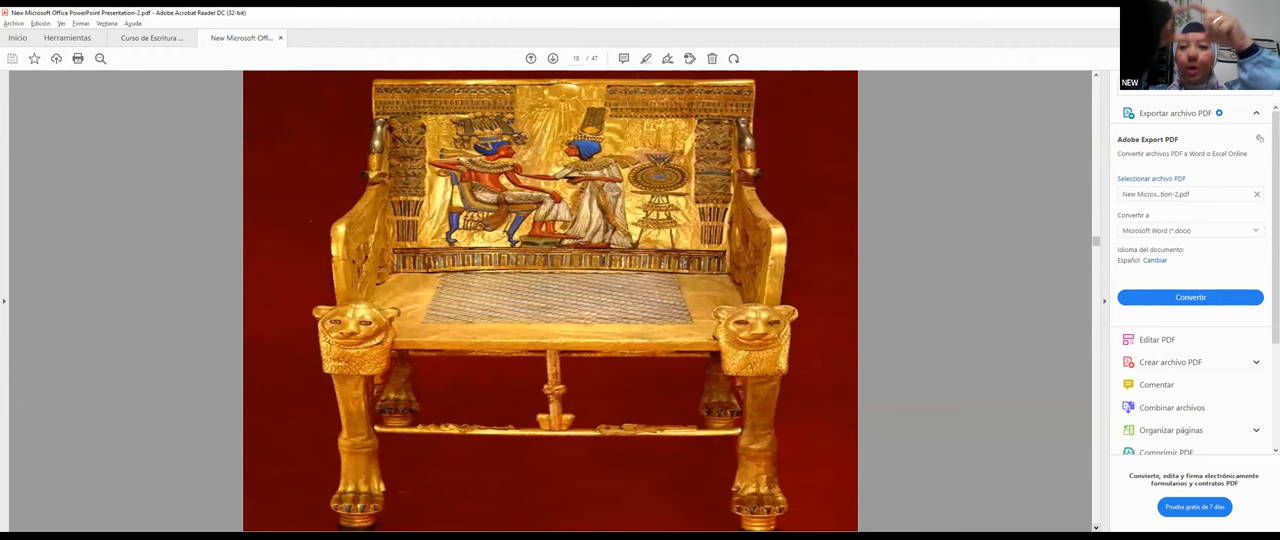 New Microsoft Office PowerPoint Presentation-2.pdf - Adobe Acrobat Reader DC (32-bit)
Archivo Edición Ver Firmar Ventana Ayuda
Inicio Herramientas Curso de Escritura ... New Microsoft Offi... ×
18 / 47
NEW
Exportar archivo PDF
Adobe Export PDF
Convertir archivos PDF a Word o Excel Online
Seleccionar archivo PDF
New Micros...tion-2.pdf
Convertir a
Microsoft Word (*.docx)
Idioma del documento:
Español Cambiar
Convertir
Editar PDF
Crear archivo PDF
Comentar
Combinar archivos
Organizar páginas
Comprimir PDF
Convierte, edita y firma electrónicamente
formularios y contratos PDF
Prueba gratis de 7 días